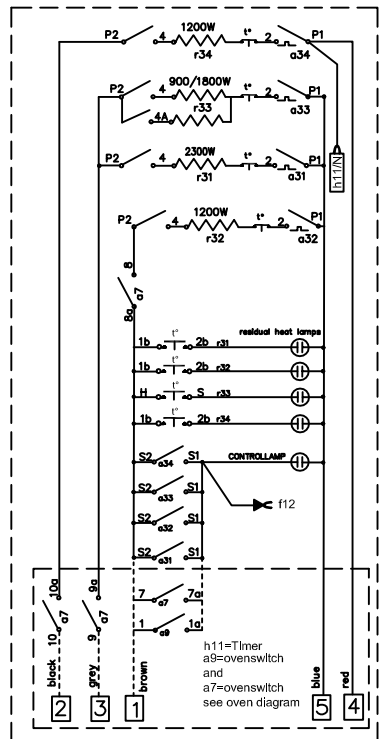 1200W
P2 4 r34 t° 2 a34 P1
900/1800W
P2 4 r33 t° 2 a33 P1
4A
h11/N
2300W
P2 4 r31 t° 2 a31 P1
1200W
P2 4 r32 t° 2 a32 P1
8
a7
8a
residual heat lamps
t°
1b 2b r31
t°
1b 2b r32
t°
H S r33
t°
1b 2b r34
S2 a34 S1 CONTROLLAMP
S2 a33 S1
f12
S2 a32 S1
S2 a31 S1
10a a7 10
9a a7 9
7 a7 7a
1 a9 1a
h11=TImer
a9=ovenswItch
and
a7=ovenswItch
see oven diagram
black grey brown blue red
2 3 1 5 4